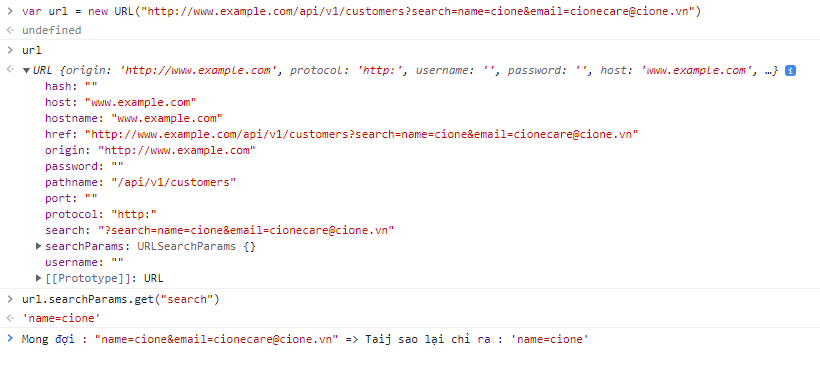 > var url = new URL("http://www.example.com/api/v1/customers?search=name=cione&email=cionecare@cione.vn")
undefined
> url
URL {origin: 'http://www.example.com', protocol: 'http:', username: '', password: '', host: 'www.example.com', …} i
hash: ""
host: "www.example.com"
hostname: "www.example.com"
href: "http://www.example.com/api/v1/customers?search=name=cione&email=cionecare@cione.vn"
origin: "http://www.example.com"
password: ""
pathname: "/api/v1/customers"
port: ""
protocol: "http:"
search: "?search=name=cione&email=cionecare@cione.vn"
searchParams: URLSearchParams {}
username: ""
[[Prototype]]: URL
> url.searchParams.get("search")
'name=cione'
> Mong đợi : "name=cione&email=cionecare@cione.vn" => Taij sao lại chỉ ra : 'name=cione'